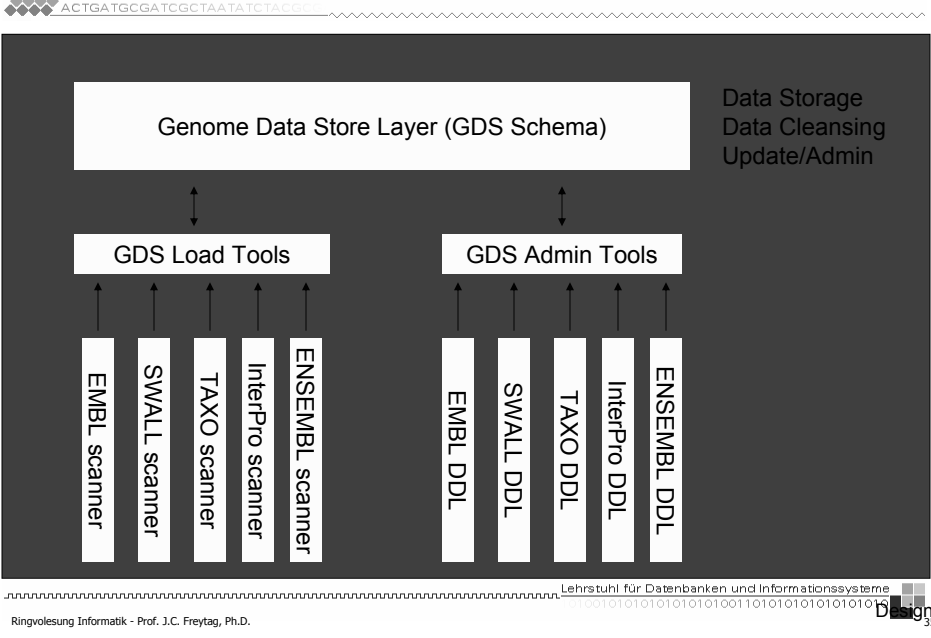 ACTGATGCGATCGCTAATATCTACGC
Genome Data Store Layer (GDS Schema)
Data Storage
Data Cleansing
Update/Admin
GDS Load Tools
GDS Admin Tools
EMBL scanner
SWALL scanner
TAXO scanner
InterPro scanner
ENSEMBL scanner
EMBL DDL
SWALL DDL
TAXO DDL
InterPro DDL
ENSEMBL DDL
Lehrstuhl für Datenbanken und Informationssysteme
Design
Ringvolesung Informatik - Prof. J.C. Freytag, Ph.D.